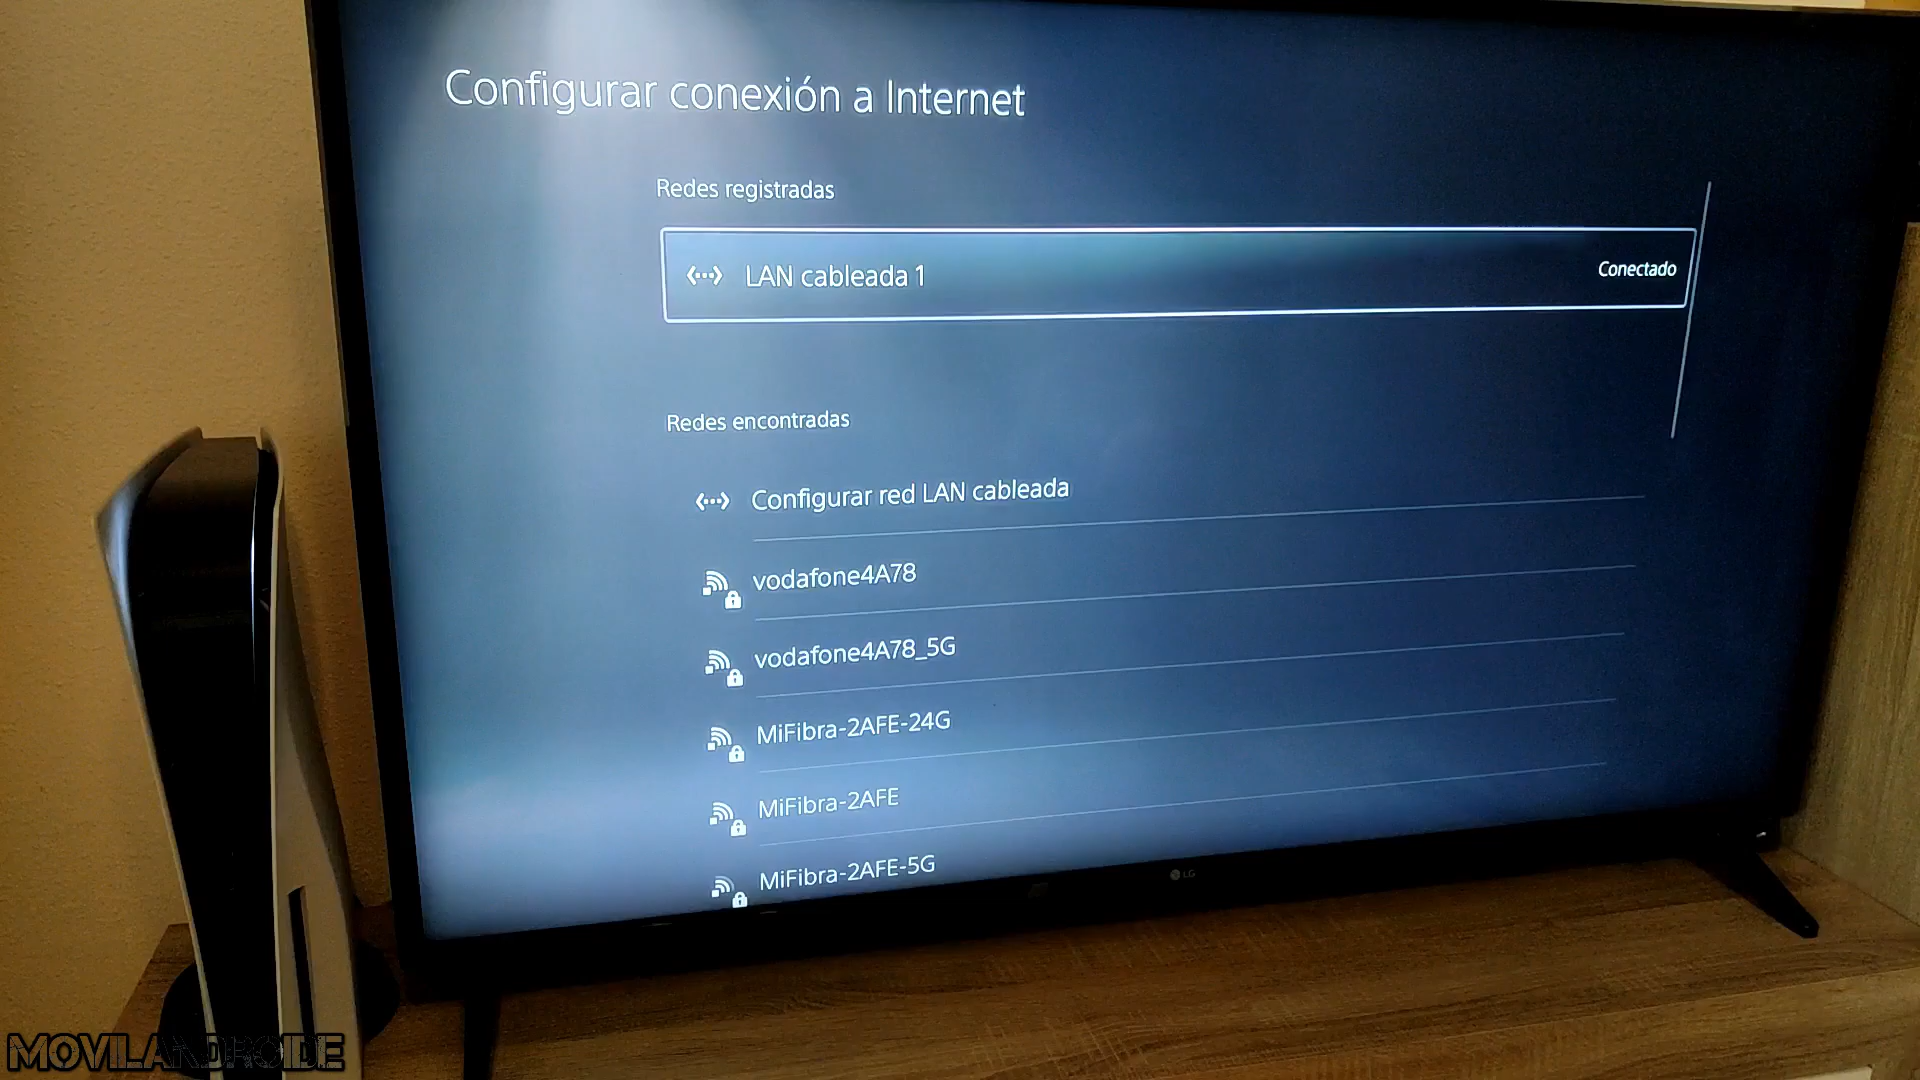 Configurar conexión a Internet
Redes registradas
LAN cableada 1
Conectado
Redes encontradas
Configurar red LAN cableada
vodafone4A78
vodafone4A78_5G
MiFibra-2AFE-24G
MiFibra-2AFE
MiFibra-2AFE-5G
LG
MOVILANDROIDE